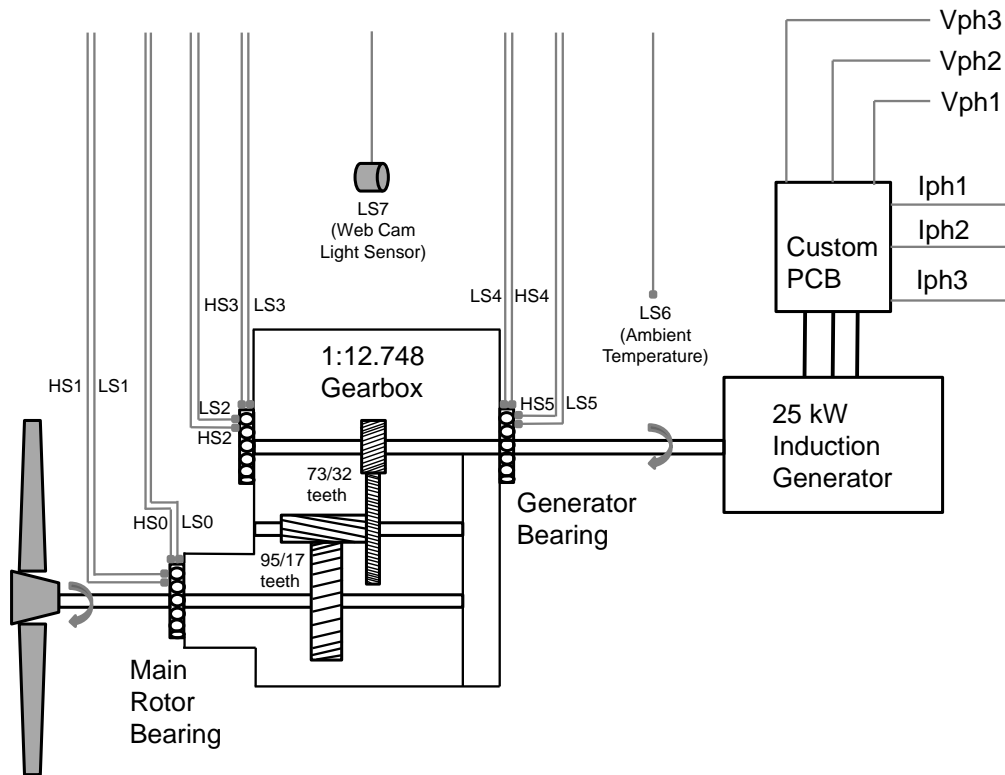 Vph3
Vph2
Vph1
Iph1
Iph2
Iph3
Custom
PCB
LS7
(Web Cam
Light Sensor)
HS3
LS3
LS4
HS4
LS6
(Ambient
Temperature)
1:12.748
Gearbox
HS1
LS1
LS2
HS2
HS5
LS5
25 kW
Induction
Generator
73/32
teeth
Generator
Bearing
HS0
LS0
95/17
teeth
Main
Rotor
Bearing